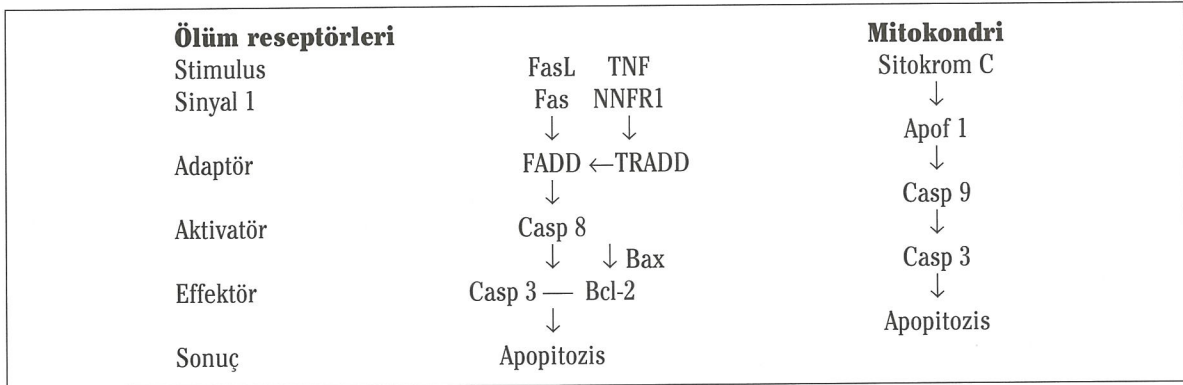 Ölüm reseptörleri Mitokondri
Stimulus FasL TNF Sitokrom C
Sinyal 1 Fas NNFR1 ↓
↓ ↓ Apof 1
Adaptör FADD ←TRADD ↓
↓ Casp 9
Aktivatör Casp 8 ↓
↓ ↓ Bax Casp 3
Effektör Casp 3 — Bcl-2 ↓
↓ Apopitozis
Sonuç Apopitozis